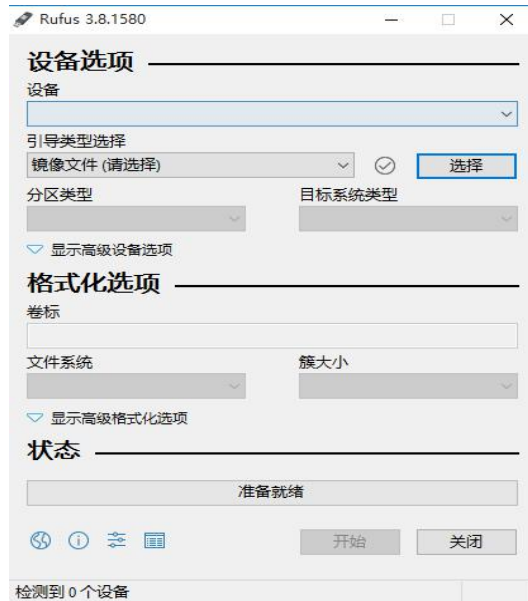 Rufus 3.8.1580
设备选项
设备
引导类型选择
镜像文件 (请选择)
选择
分区类型
目标系统类型
显示高级设备选项
格式化选项
卷标
文件系统
簇大小
显示高级格式化选项
状态
准备就绪
开始
关闭
检测到 0 个设备